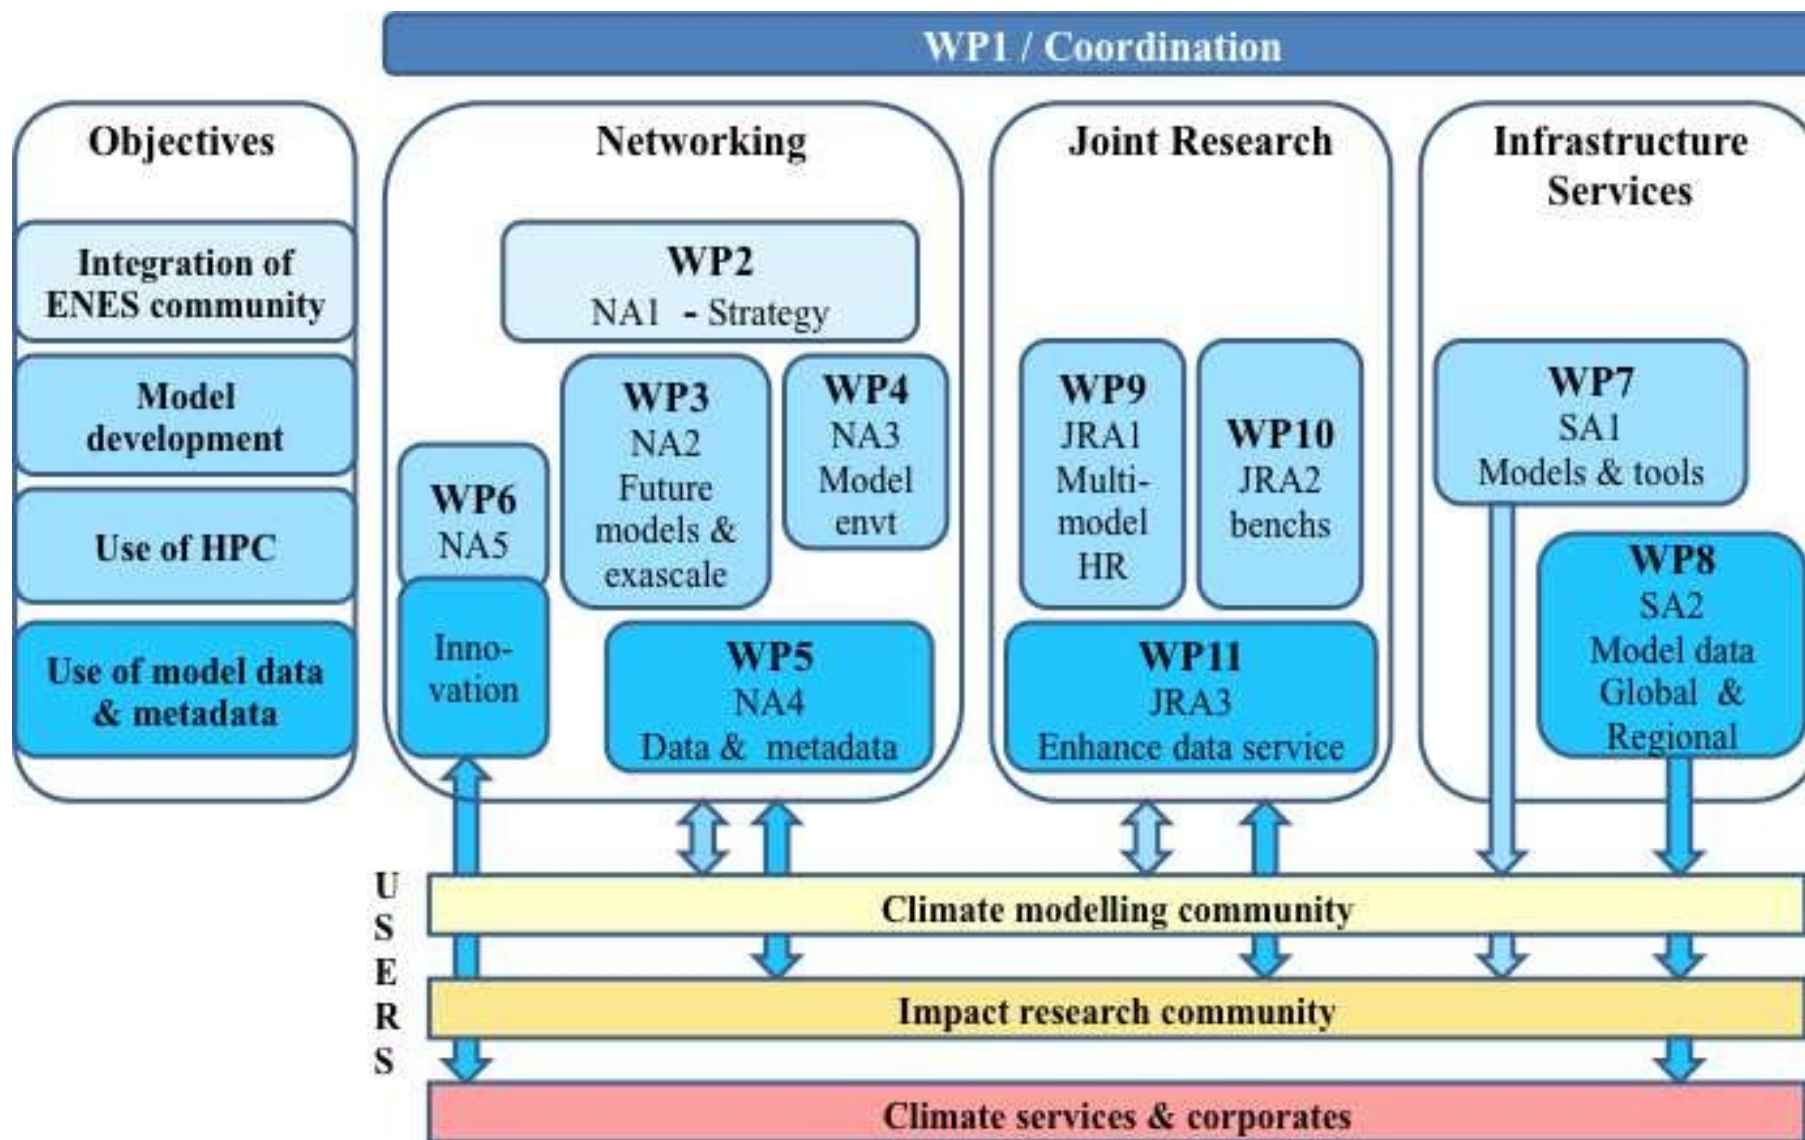 WP1 / Coordination
Objectives
Integration of
ENES community
Model
development
Use of HPC
Use of model data
& metadata
Networking
WP2
NA1 - Strategy
WP3
NA2
Future
models &
exascale
WP4
NA3
Model
envt
WP6
NA5
Inno-
vation
WP5
NA4
Data & metadata
Joint Research
WP9
JRA1
Multi-
model
HR
WP10
JRA2
benchs
WP11
JRA3
Enhance data service
Infrastructure
Services
WP7
SA1
Models & tools
WP8
SA2
Model data
Global &
Regional
USERS
Climate modelling community
Impact research community
Climate services & corporates